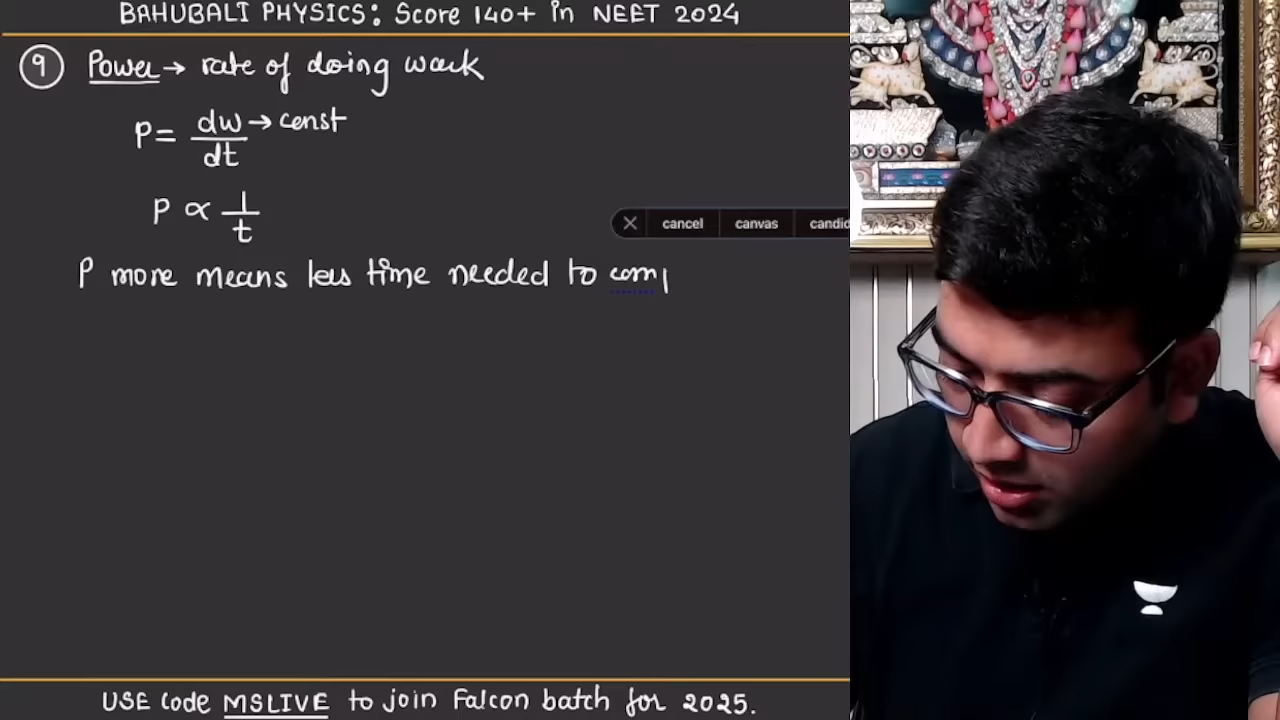 BAHUBALI PHYSICS: Score 140+ in NEET 2024
9 Power → rate of doing work
P = dw/dt → const
P ∝ 1/t
cancel canvas candid
P more means less time needed to com
USE Code MSLIVE to join Falcon batch for 2025.